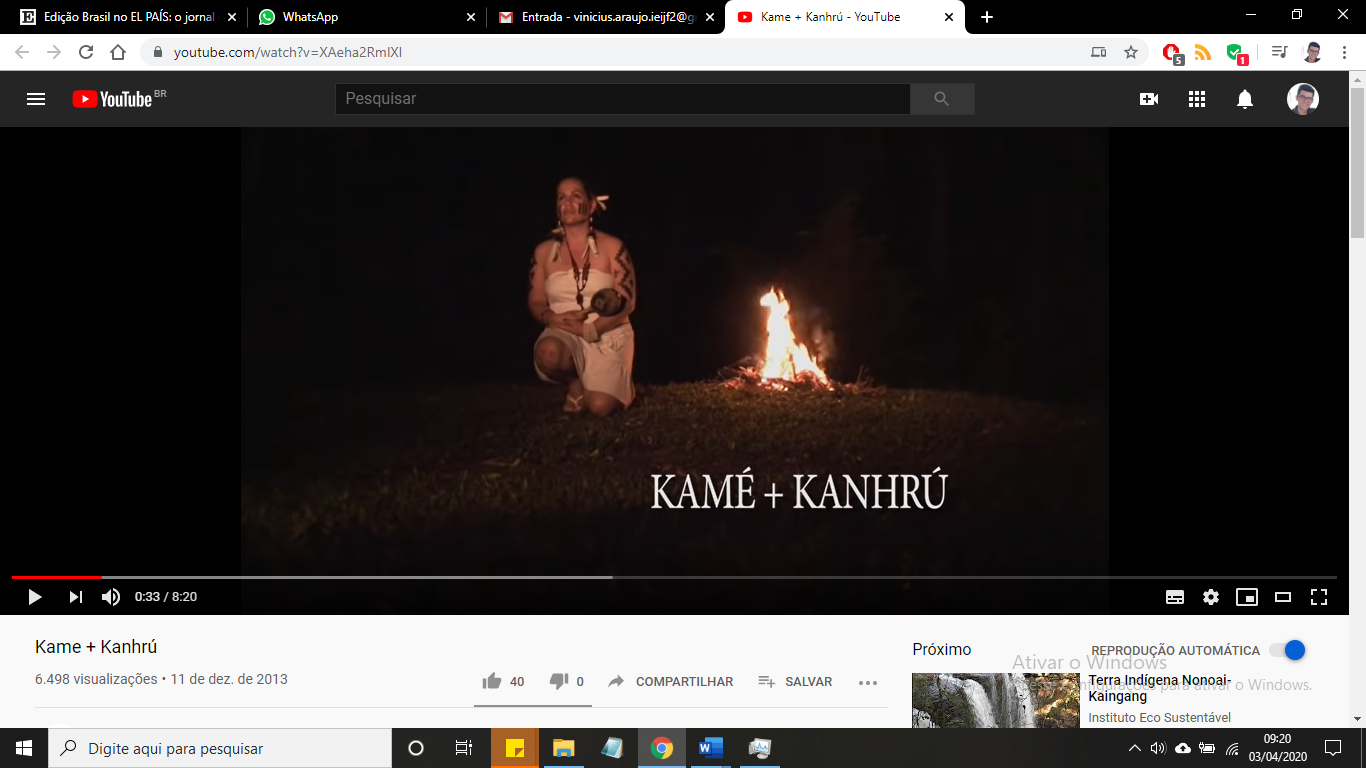 Edição Brasil no EL PAÍS: o jornal
WhatsApp
Entrada - vinicius.araujo.ieijf2@g
Kame + Kanhrú - YouTube
youtube.com/watch?v=XAeha2RmlXI
5
1
YouTube BR
Pesquisar
KAMÉ + KANHRÚ
0:33 / 8:20
Kame + Kanhrú
6.498 visualizações • 11 de dez. de 2013
40
0
COMPARTILHAR
SALVAR
Próximo
REPRODUÇÃO AUTOMÁTICA
Ativar o Windows
para ativar o Windows.
Terra Indígena Nonoai-
Kaingang
Instituto Eco Sustentável
Digite aqui para pesquisar
09:20
03/04/2020